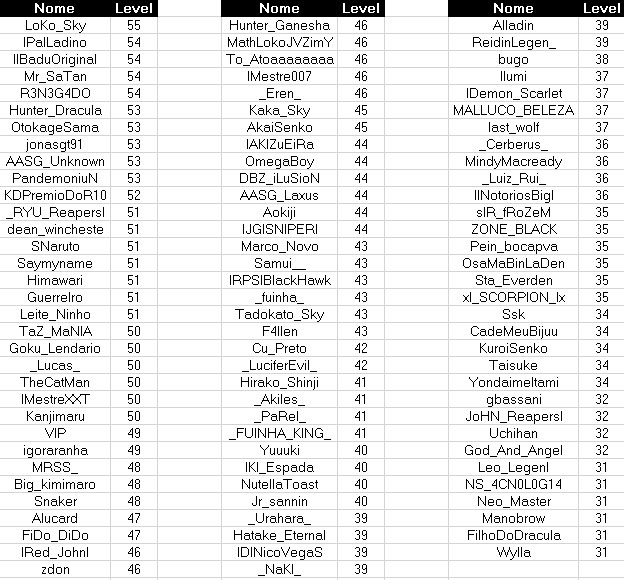 Nome Level
LoKo_Sky 55
IPalLadino 54
IIBaduOriginal 54
Mr_SaTan 54
R3N3G4DO 54
Hunter_Dracula 53
OtokageSama 53
jonasgt91 53
AASG_Unknown 53
PandemoniuN 53
KDPremioDoR10 52
_RYU_ReapersI 51
dean_wincheste 51
SNaruto 51
Saymyname 51
Himawari 51
GuerreIro 51
Leite_Ninho 51
TaZ_MaNIA 50
Goku_Lendario 50
_Lucas_ 50
TheCatMan 50
IMestreXXT 50
Kanjimaru 50
VIP 49
igoraranha 49
MRSS_ 48
Big_kimimaro 48
Snaker 48
Alucard 47
FiDo_DiDo 47
IRed_JohnI 46
zdon 46
Nome Level
Hunter_Ganesha 46
MathLokoJVZimY 46
To_Atoaaaaaaaaa 46
IMestre007 46
_Eren_ 46
Kaka_Sky 45
AkaiSenko 45
IAKIZuEiRa 44
OmegaBoy 44
DBZ_iLuSioN 44
AASG_Laxus 44
Aokiji 44
IJGISNIPERI 44
Marco_Novo 43
Samui__ 43
IRPSIBlackHawk 43
_fuinha_ 43
Tadokato_Sky 43
F4llen 43
Cu_Preto 42
_LuciferEvil_ 42
Hirako_Shinji 41
_Akiles_ 41
_PaRel_ 41
_FUINHA_KING_ 41
Yuuuki 40
IKI_Espada 40
NutellaToast 40
Jr_sannin 40
_Urahara_ 39
Hatake_Eternal 39
IDINicoVegaS 39
_NaKI_ 39
Nome Level
Alladin 39
ReidinLegen_ 39
bugo 38
Ilumi 37
IDemon_Scarlet 37
MALLUCO_BELEZA 37
last_wolf 37
_Cerberus_ 36
MindyMacready 36
_Luiz_Rui_ 36
IINotoriosBigI 36
sIR_fRoZeM 35
ZONE_BLACK 35
Pein_bocapva 35
OsaMaBinLaDen 35
Sta_Everden 35
xI_SCORPION_Ix 35
Ssk 34
CadeMeuBijuu 34
KuroiSenko 34
Taisuke 34
YondaimeItami 34
gbassani 32
JoHN_ReapersI 32
Uchihan 32
God_And_Angel 32
Leo_LegenI 31
NS_4CN0L0G14 31
Neo_Master 31
Manobrow 31
FilhoDoDracula 31
Wylla 31